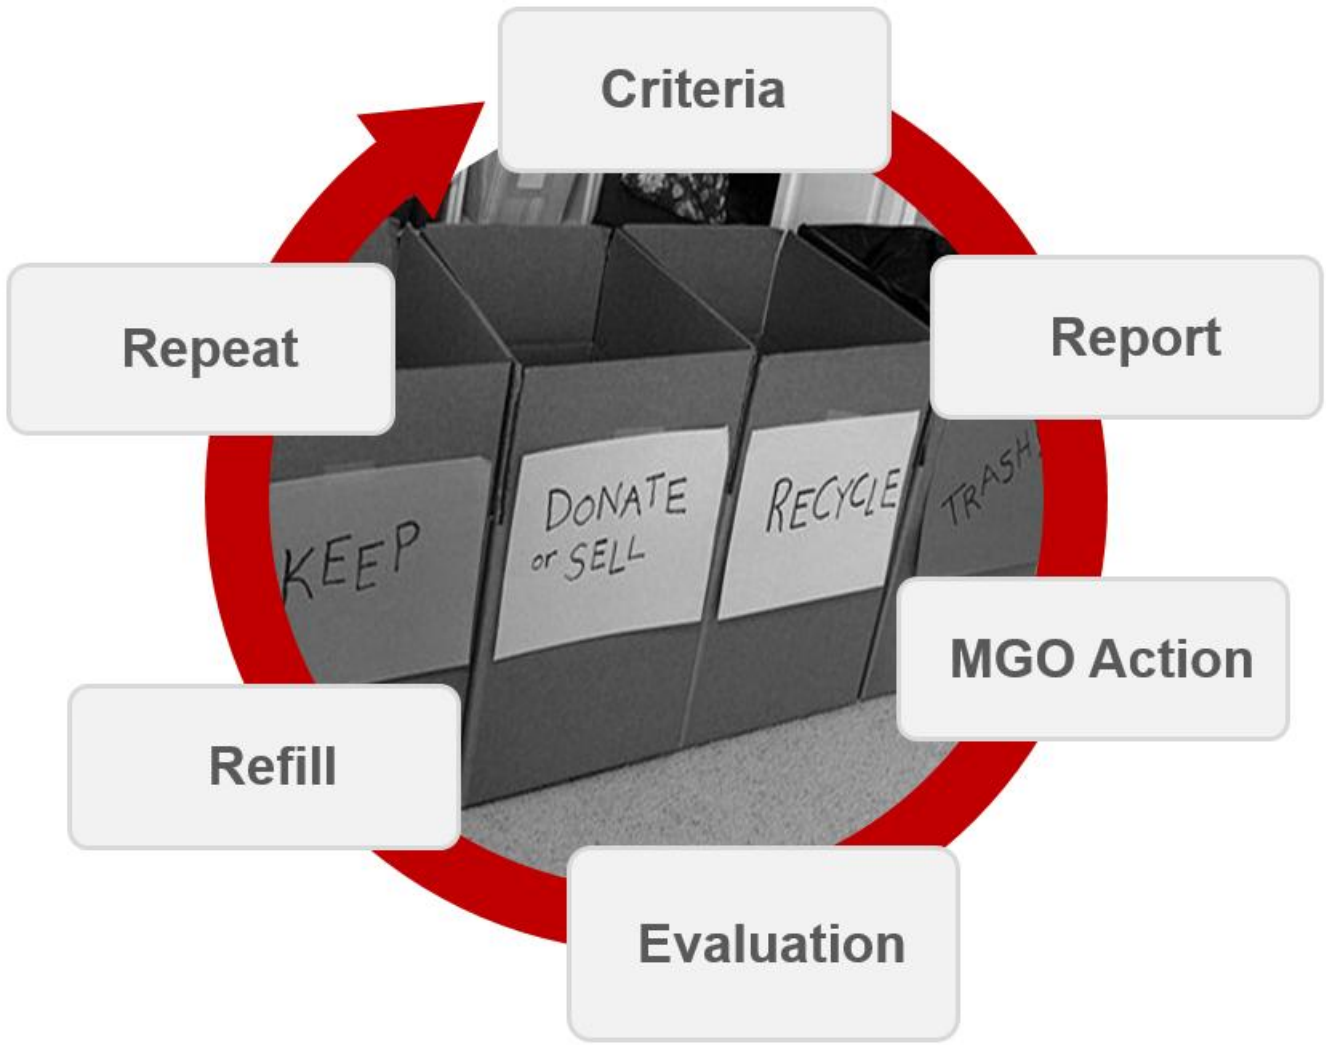 Criteria
Report
MGO Action
Evaluation
Refill
Repeat
KEEP
DONATE
or SELL
RECYCLE
TRASH